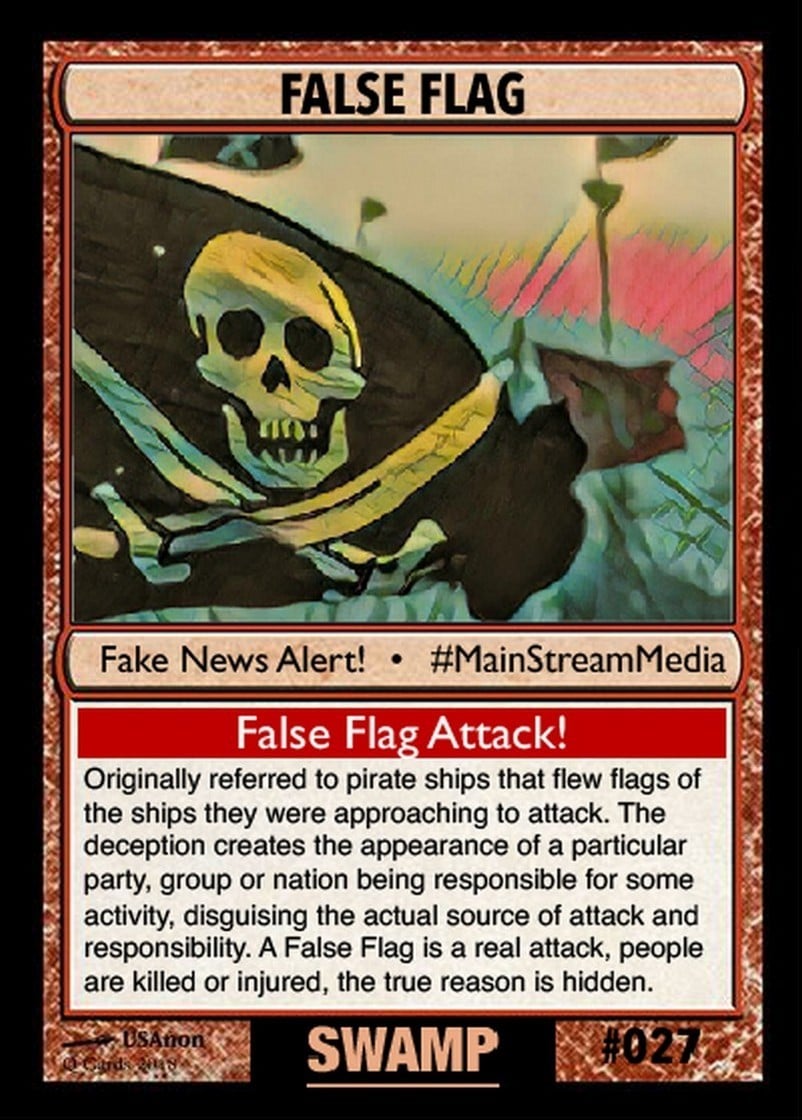 FALSE FLAG
Fake News Alert! • #MainStreamMedia
False Flag Attack!
Originally referred to pirate ships that flew flags of
the ships they were approaching to attack. The
deception creates the appearance of a particular
party, group or nation being responsible for some
activity, disguising the actual source of attack and
responsibility. A False Flag is a real attack, people
are killed or injured, the true reason is hidden.
USAnon
Q Cards 2018
SWAMP
#027